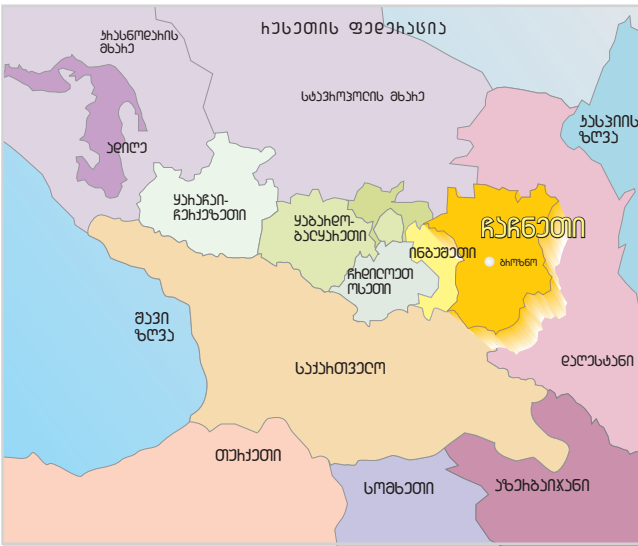 კრასნოდარის
მხარე
რუსეთის ფედერაცია
სტავროპოლის მხარე
კასპიის
ზღვა
ადიღე
ყარაჩაი-
ჩერქეზეთი
ყაბარდო-
ბალყარეთი
ჩრდილოეთ
ოსეთი
ინგუშეთი
ჩაჩნეთი
გროზნო
შავი
ზღვა
საქართველო
დაღესტანი
თურქეთი
სომხეთი
აზერბაიჯანი